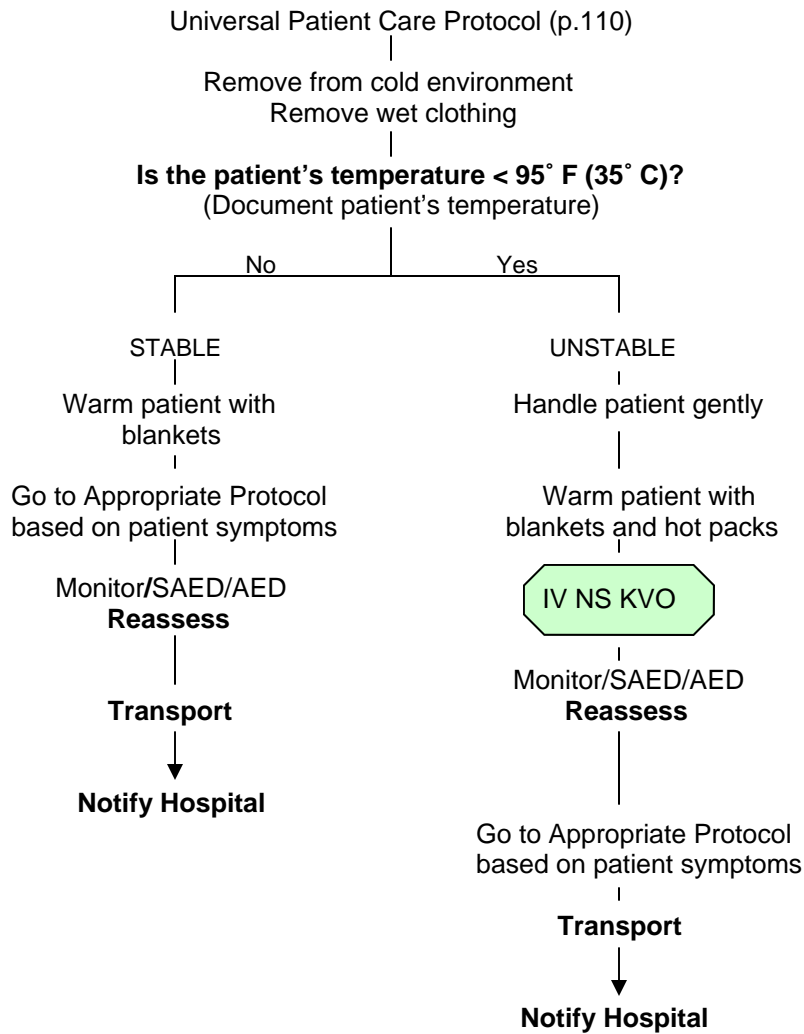 Universal Patient Care Protocol (p.110)
Remove from cold environment
Remove wet clothing
Is the patient's temperature < 95˚ F (35˚ C)?
(Document patient's temperature)
No
Yes
STABLE
Warm patient with
blankets
Go to Appropriate Protocol
based on patient symptoms
Monitor/SAED/AED
Reassess
Transport
Notify Hospital
UNSTABLE
Handle patient gently
Warm patient with
blankets and hot packs
IV NS KVO
Monitor/SAED/AED
Reassess
Go to Appropriate Protocol
based on patient symptoms
Transport
Notify Hospital